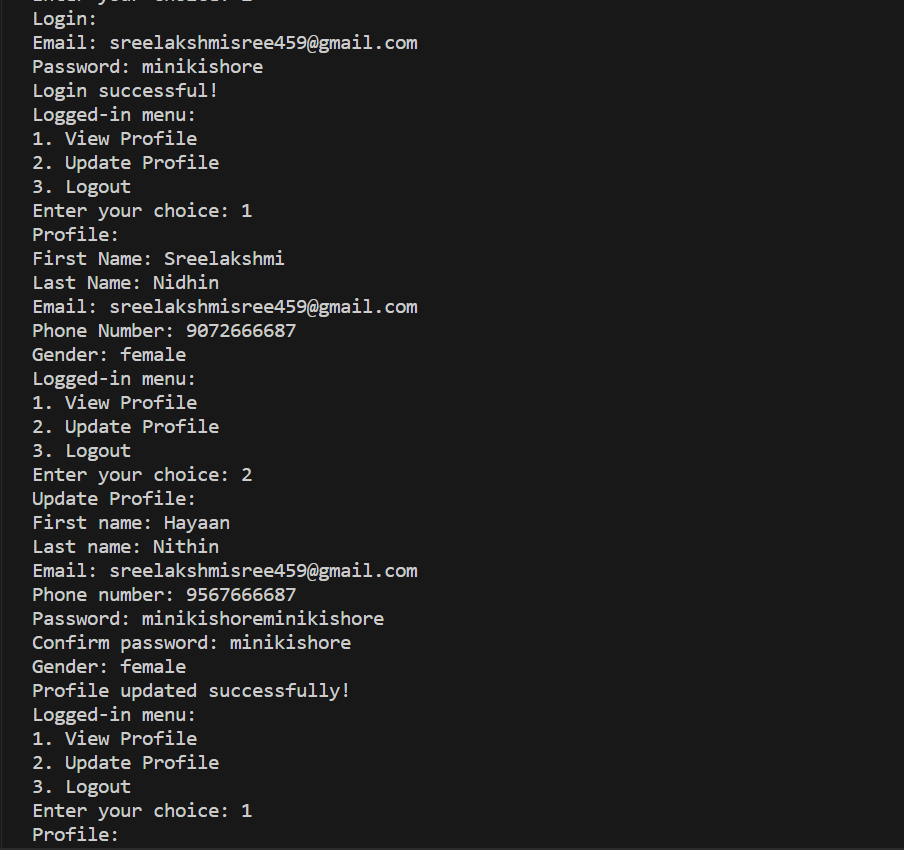 Login:
Email: sreelakshmisree459@gmail.com
Password: minikishore
Login successful!
Logged-in menu:
1. View Profile
2. Update Profile
3. Logout
Enter your choice: 1
Profile:
First Name: Sreelakshmi
Last Name: Nidhin
Email: sreelakshmisree459@gmail.com
Phone Number: 9072666687
Gender: female
Logged-in menu:
1. View Profile
2. Update Profile
3. Logout
Enter your choice: 2
Update Profile:
First name: Hayaan
Last name: Nithin
Email: sreelakshmisree459@gmail.com
Phone number: 9567666687
Password: minikishoreminikishore
Confirm password: minikishore
Gender: female
Profile updated successfully!
Logged-in menu:
1. View Profile
2. Update Profile
3. Logout
Enter your choice: 1
Profile: